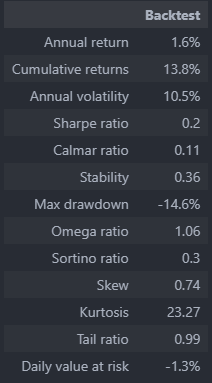 Backtest
Annual return 1.6%
Cumulative returns 13.8%
Annual volatility 10.5%
Sharpe ratio 0.2
Calmar ratio 0.11
Stability 0.36
Max drawdown -14.6%
Omega ratio 1.06
Sortino ratio 0.3
Skew 0.74
Kurtosis 23.27
Tail ratio 0.99
Daily value at risk -1.3%